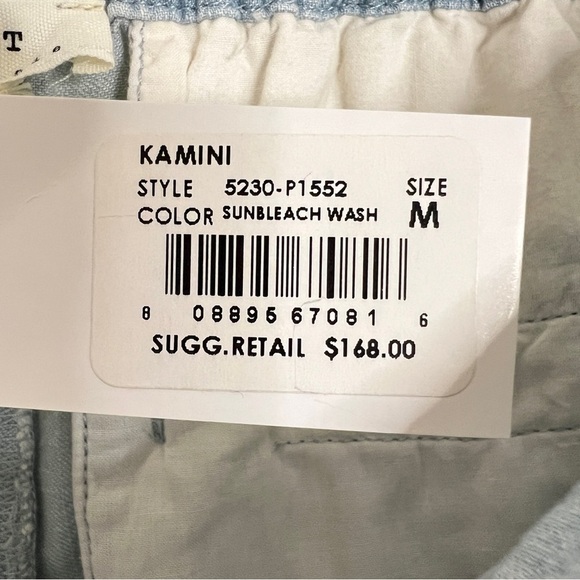 T
KAMINI
STYLE 5230-P1552 SIZE
COLOR SUNBLEACH WASH M
8 08895 67081 6
SUGG.RETAIL $168.00